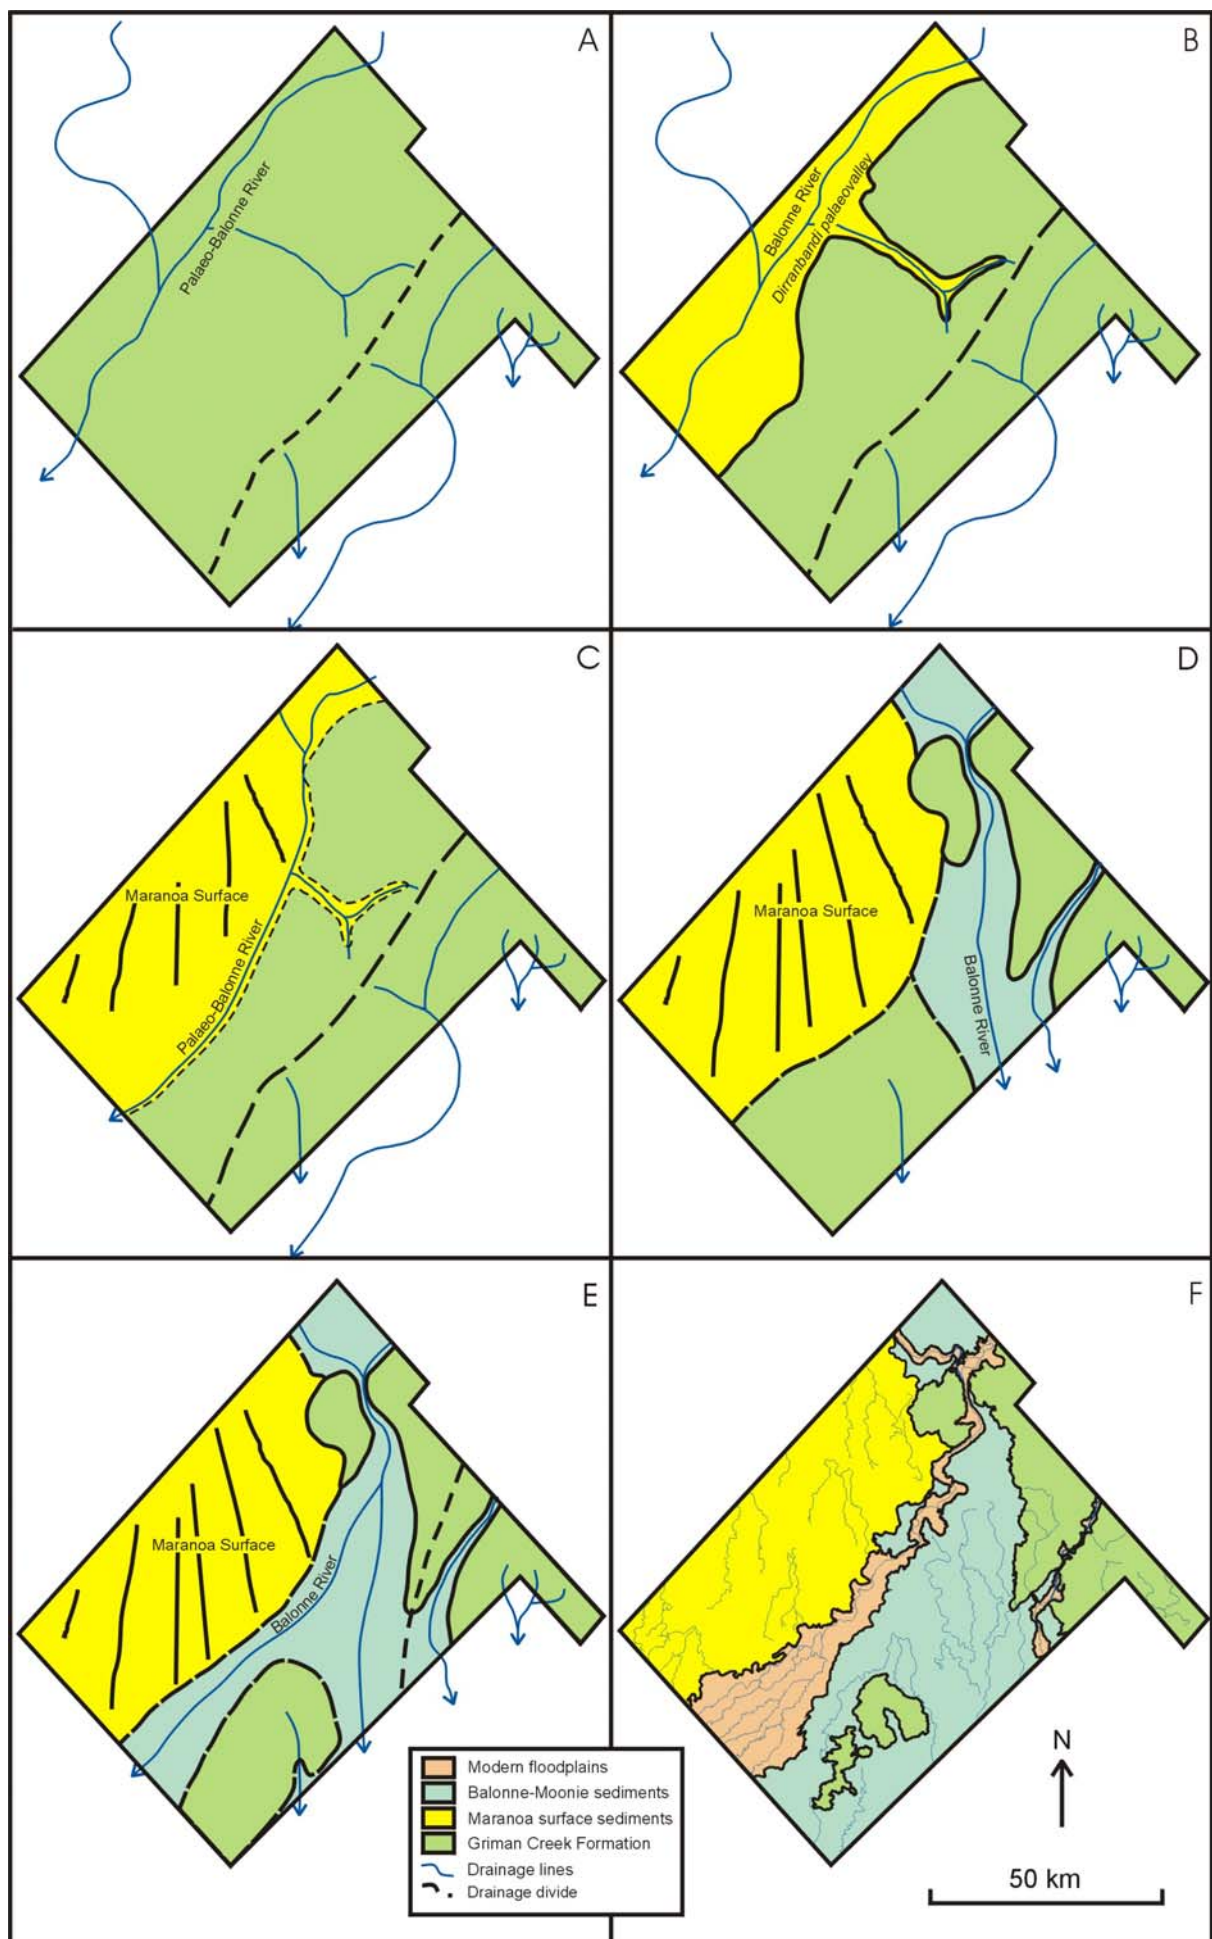 A
Palaeo-Balonne River
B
Balonne River
Dirranbandi palaeovalley
C
Maranoa Surface
Palaeo-Balonne River
D
Maranoa Surface
Balonne River
E
Maranoa Surface
Balonne River
F
Modern floodplains
Balonne-Moonie sediments
Maranoa surface sediments
Griman Creek Formation
Drainage lines
Drainage divide
N
50 km